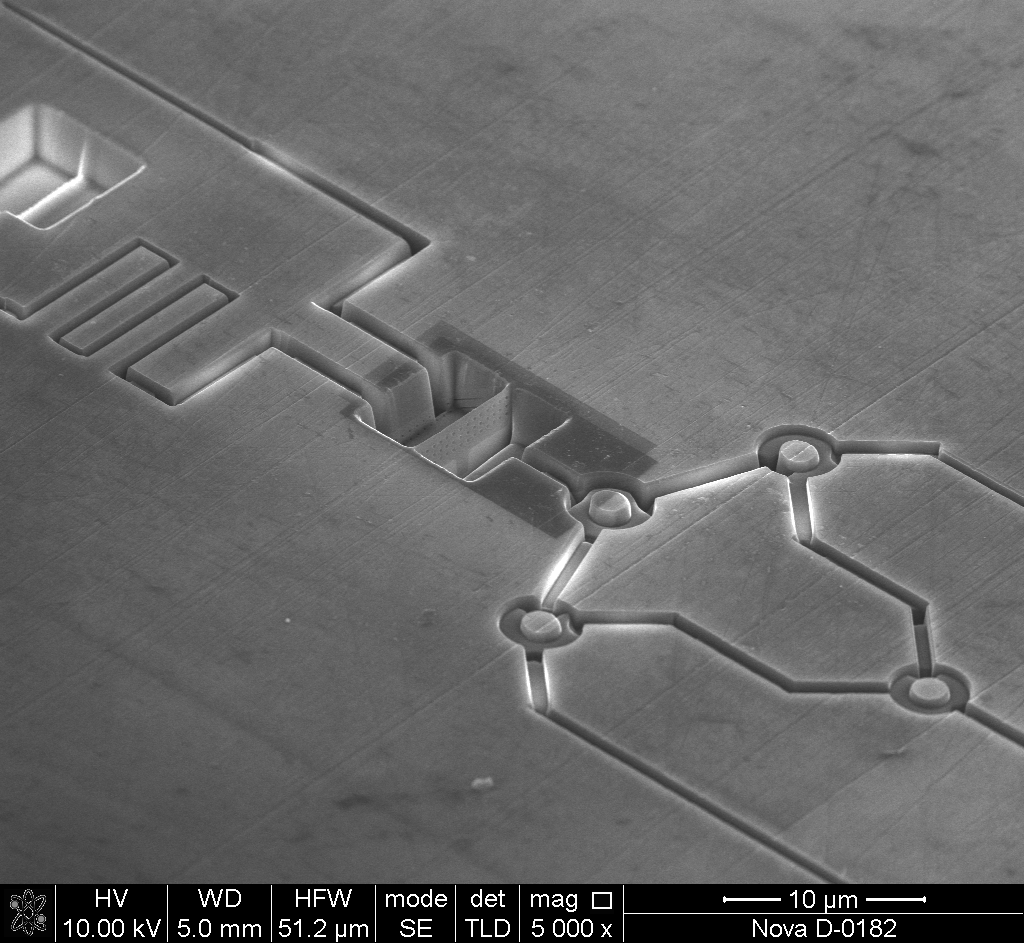 HV WD HFW mode det mag 10 µm
10.00 kV 5.0 mm 51.2 µm SE TLD 5 000 x Nova D-0182